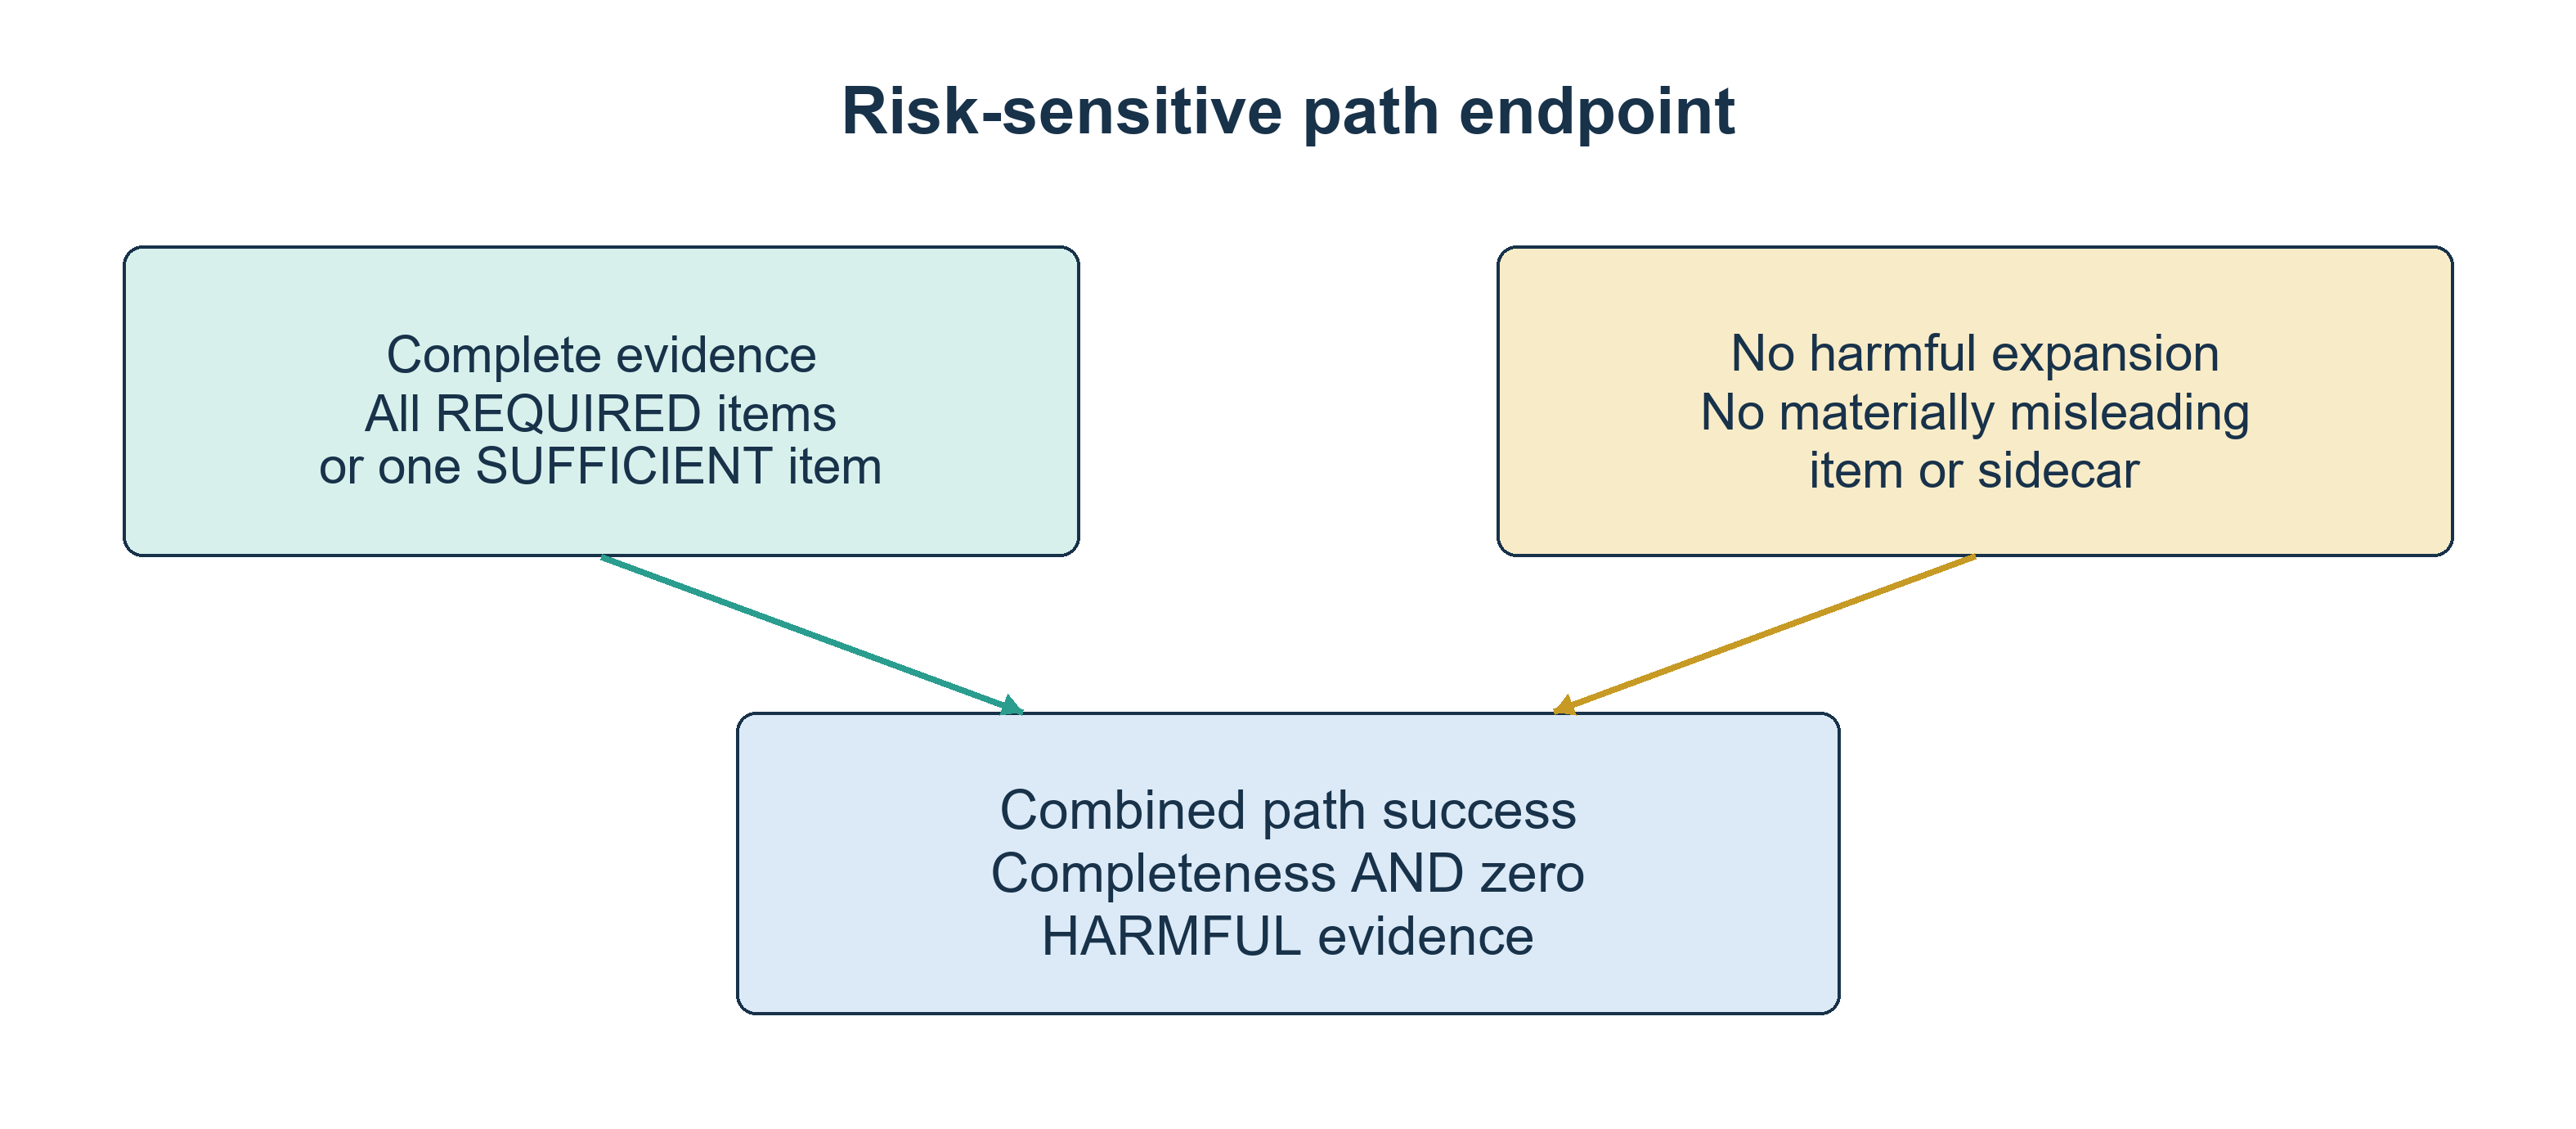 Risk-sensitive path endpoint
Complete evidence
All REQUIRED items
or one SUFFICIENT item
No harmful expansion
No materially misleading
item or sidecar
Combined path success
Completeness AND zero
HARMFUL evidence